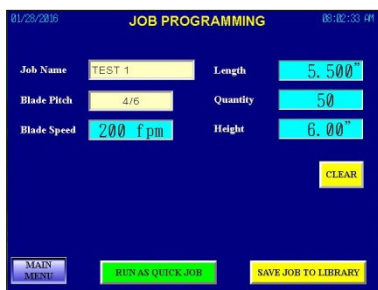 01/28/2016 JOB PROGRAMMING 08:02:33 AM
Job Name TEST 1 Length 5.500"
Blade Pitch 4/6 Quantity 50
Blade Speed 200 fpm Height 6.00"
CLEAR
MAIN MENU RUN AS QUICK JOB SAVE JOB TO LIBRARY